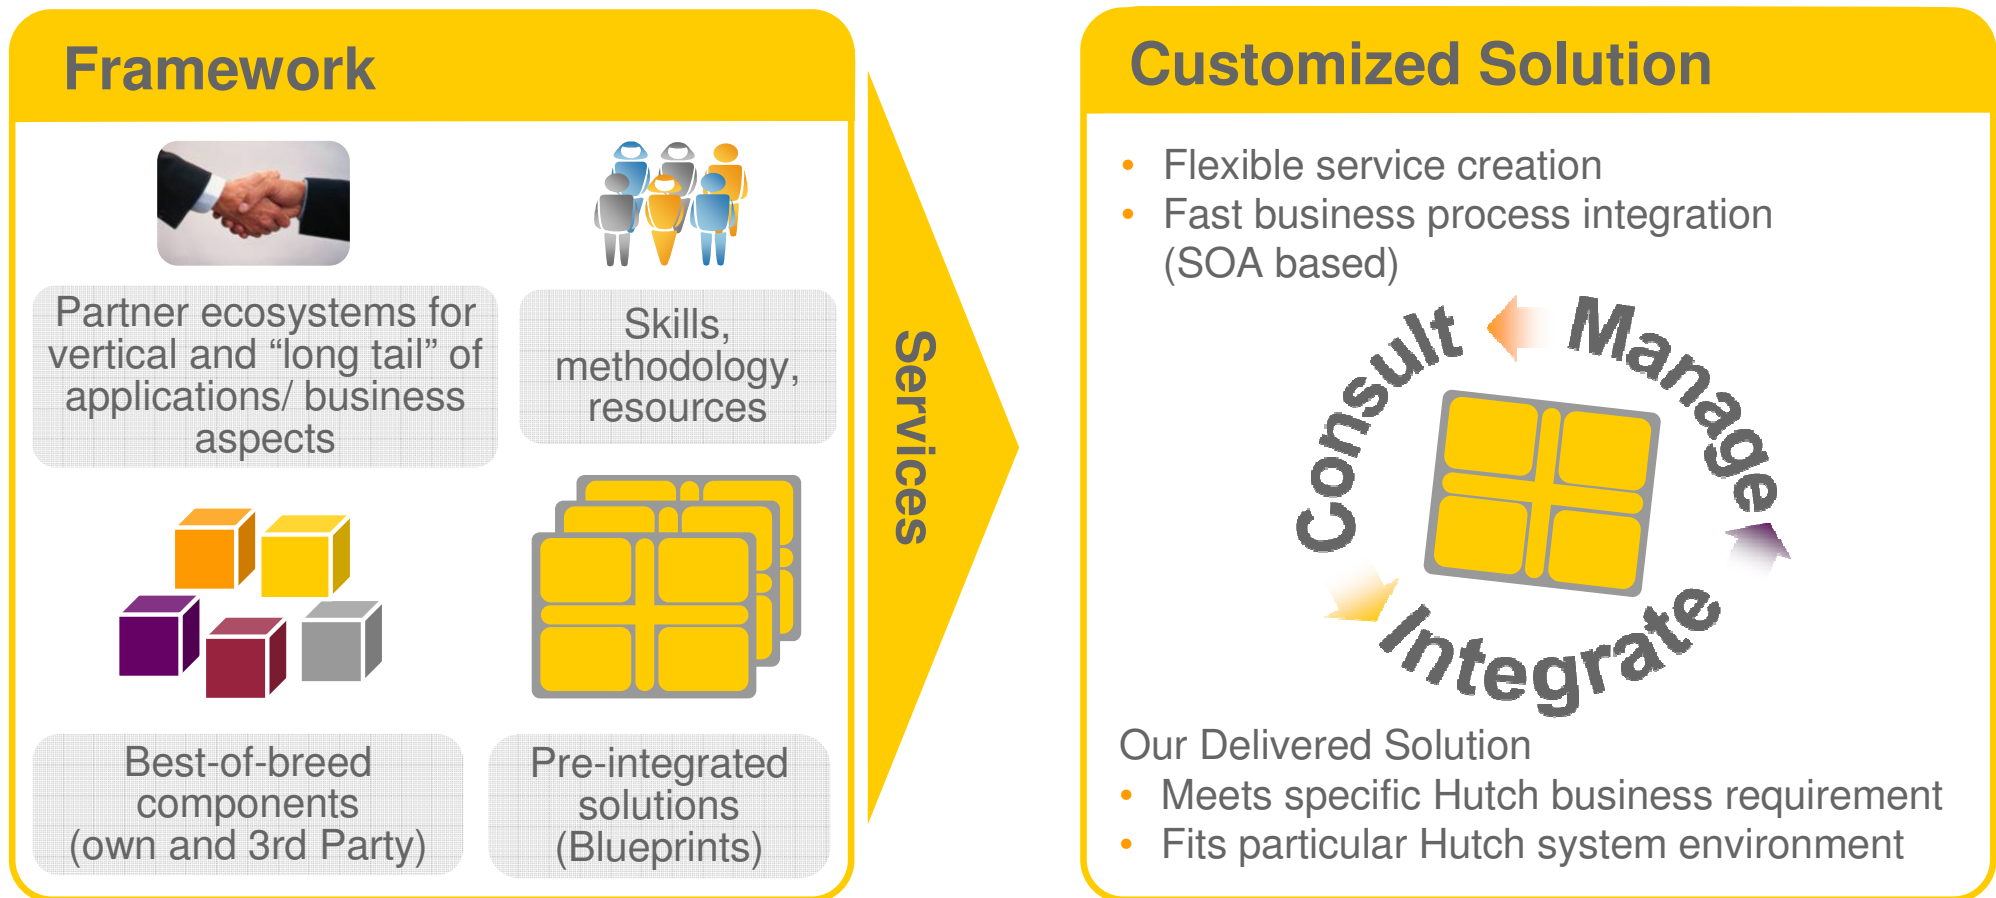 Framework
Partner ecosystems for
vertical and “long tail” of
applications/ business
aspects
Skills,
methodology,
resources
Best-of-breed
components
(own and 3rd Party)
Pre-integrated
solutions
(Blueprints)
Services
Customized Solution
• Flexible service creation
• Fast business process integration
(SOA based)
Consult
Manage
Integrate
Our Delivered Solution
• Meets specific Hutch business requirement
• Fits particular Hutch system environment